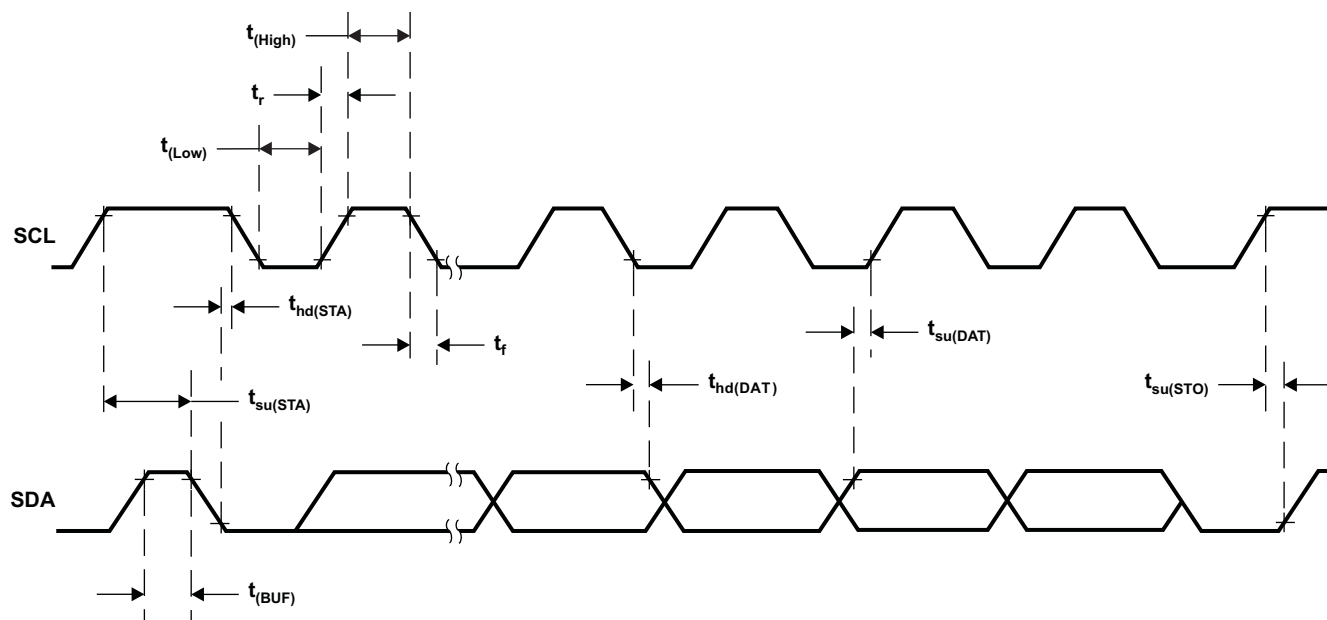 t(High)
tr
t(Low)
SCL
thd(STA)
tf
tsu(DAT)
thd(DAT)
tsu(STA)
tsu(STO)
SDA
t(BUF)